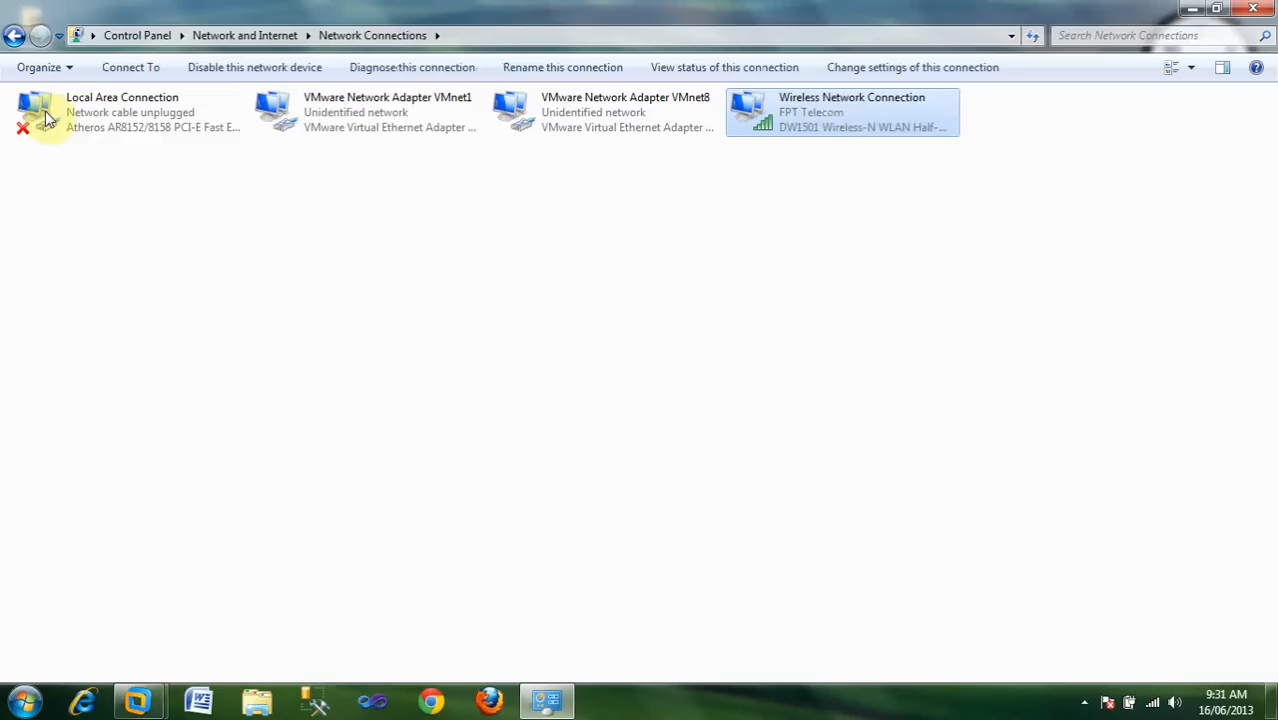 Control Panel Network and Internet Network Connections
Search Network Connections
Organize Connect To Disable this network device Diagnose this connection Rename this connection View status of this connection Change settings of this connection
Local Area Connection
Network cable unplugged
Atheros AR8152/8158 PCI-E Fast E...
VMware Network Adapter VMnet1
Unidentified network
VMware Virtual Ethernet Adapter ...
VMware Network Adapter VMnet8
Unidentified network
VMware Virtual Ethernet Adapter ...
Wireless Network Connection
FPT Telecom
DW1501 Wireless-N WLAN Half-...
9:31 AM
16/06/2013